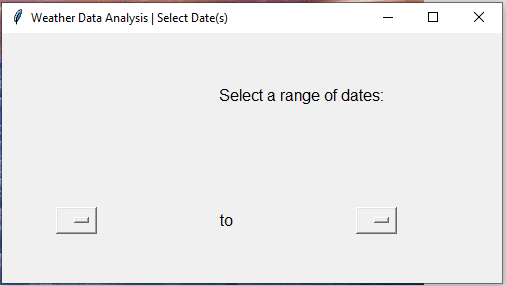 Weather Data Analysis | Select Date(s)
Select a range of dates:
to